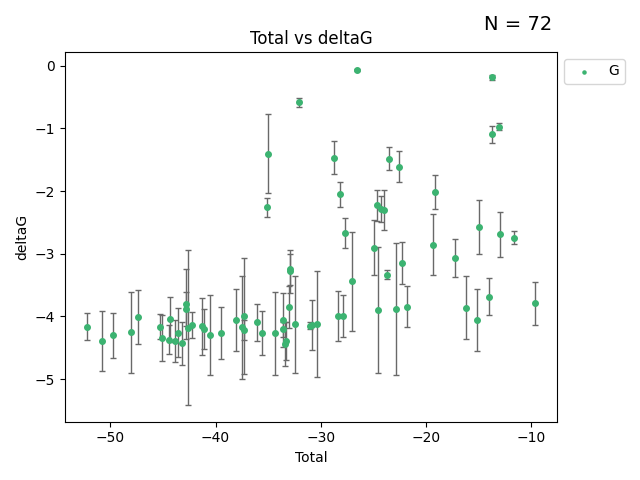 N = 72
Total vs deltaG
G
deltaG
0
−1
−2
−3
−4
−5
−50 −40 −30 −20 −10
Total